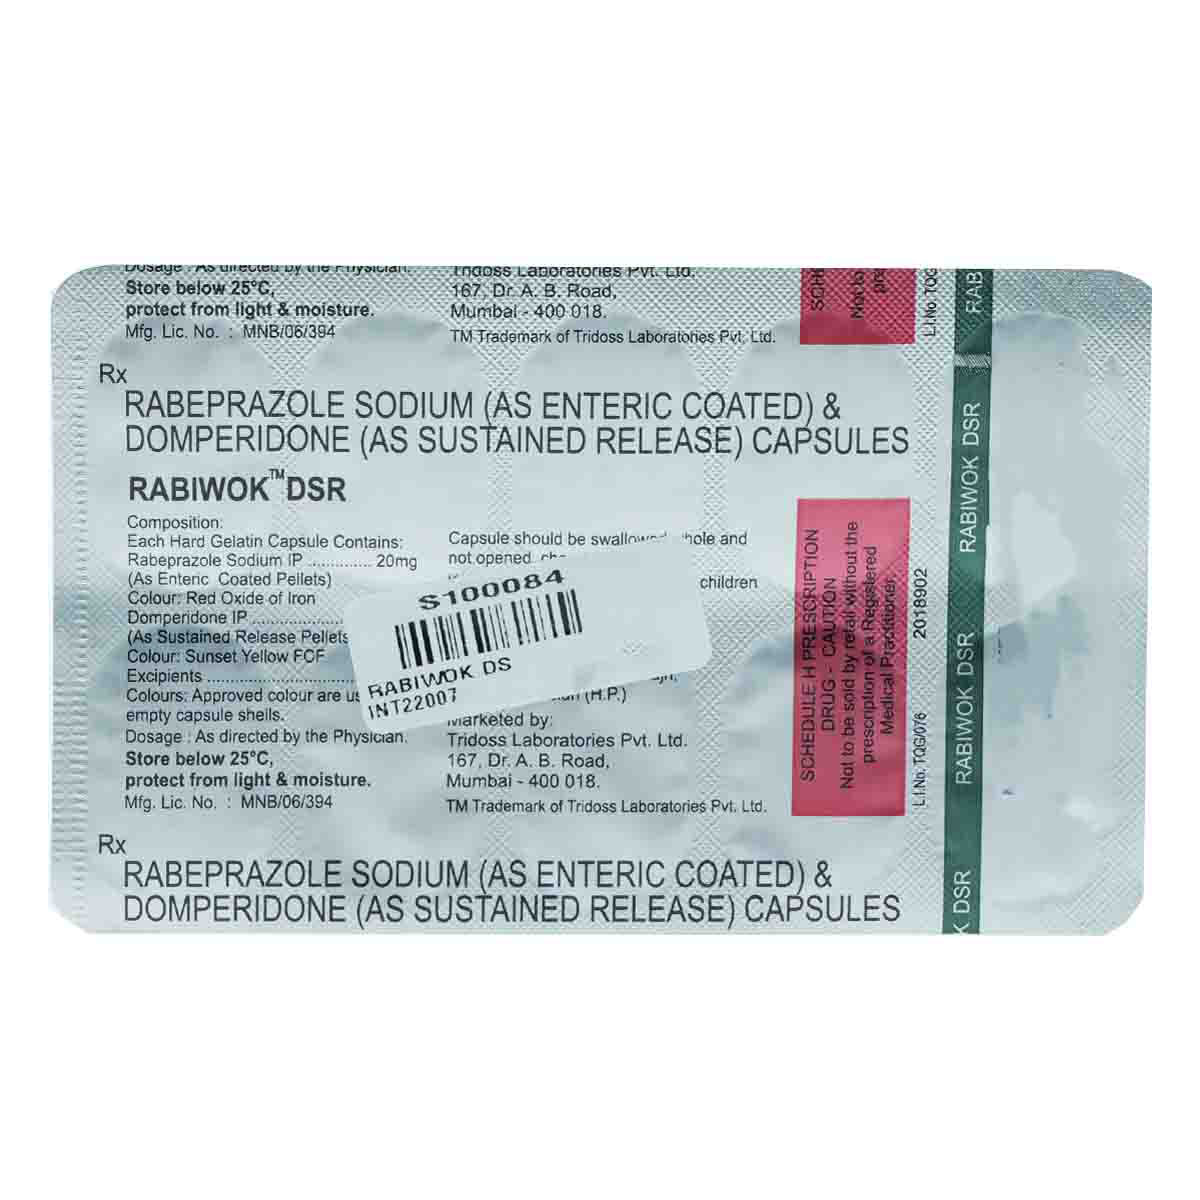 Dosage : As directed by the Physician.
Store below 25°C,
protect from light & moisture.
Mfg. Lic. No. : MNB/06/394
Tridoss Laboratories Pvt. Ltd.
167, Dr. A. B. Road,
Mumbai - 400 018.
TM Trademark of Tridoss Laboratories Pvt. Ltd.
Rx
RABEPRAZOLE SODIUM (AS ENTERIC COATED) &
DOMPERIDONE (AS SUSTAINED RELEASE) CAPSULES
RABIWOK™ DSR
Composition:
Each Hard Gelatin Capsule Contains:
Rabeprazole Sodium IP .............. 20mg
(As Enteric Coated Pellets)
Colour: Red Oxide of Iron
Domperidone IP ....................
(As Sustained Release Pellets
Colour: Sunset Yellow FCF
Excipients ................................
Colours: Approved colour are
empty capsule shells.
Dosage : As directed by the Physician.
Store below 25°C,
protect from light & moisture.
Mfg. Lic. No. : MNB/06/394
Capsule should be swallowed whole and
not opened
children
S100084
RABIWOK DS
INT22007
(H.P.)
Marketed by:
Tridoss Laboratories Pvt. Ltd.
167, Dr. A. B. Road,
Mumbai - 400 018.
TM Trademark of Tridoss Laboratories Pvt. Ltd.
SCH
Not to
L.I.No. TQG
SCHEDULE H PRESCRIPTION
DRUG - CAUTION
Not to be sold by retail without the
prescription of a Registered
Medical Practitioner.
L.I.No. TQG/076 2018902
RAB
RABIWOK DSR
RABIWOK DSR
RABIWOK DSR
K DSR
Rx
RABEPRAZOLE SODIUM (AS ENTERIC COATED) &
DOMPERIDONE (AS SUSTAINED RELEASE) CAPSULES